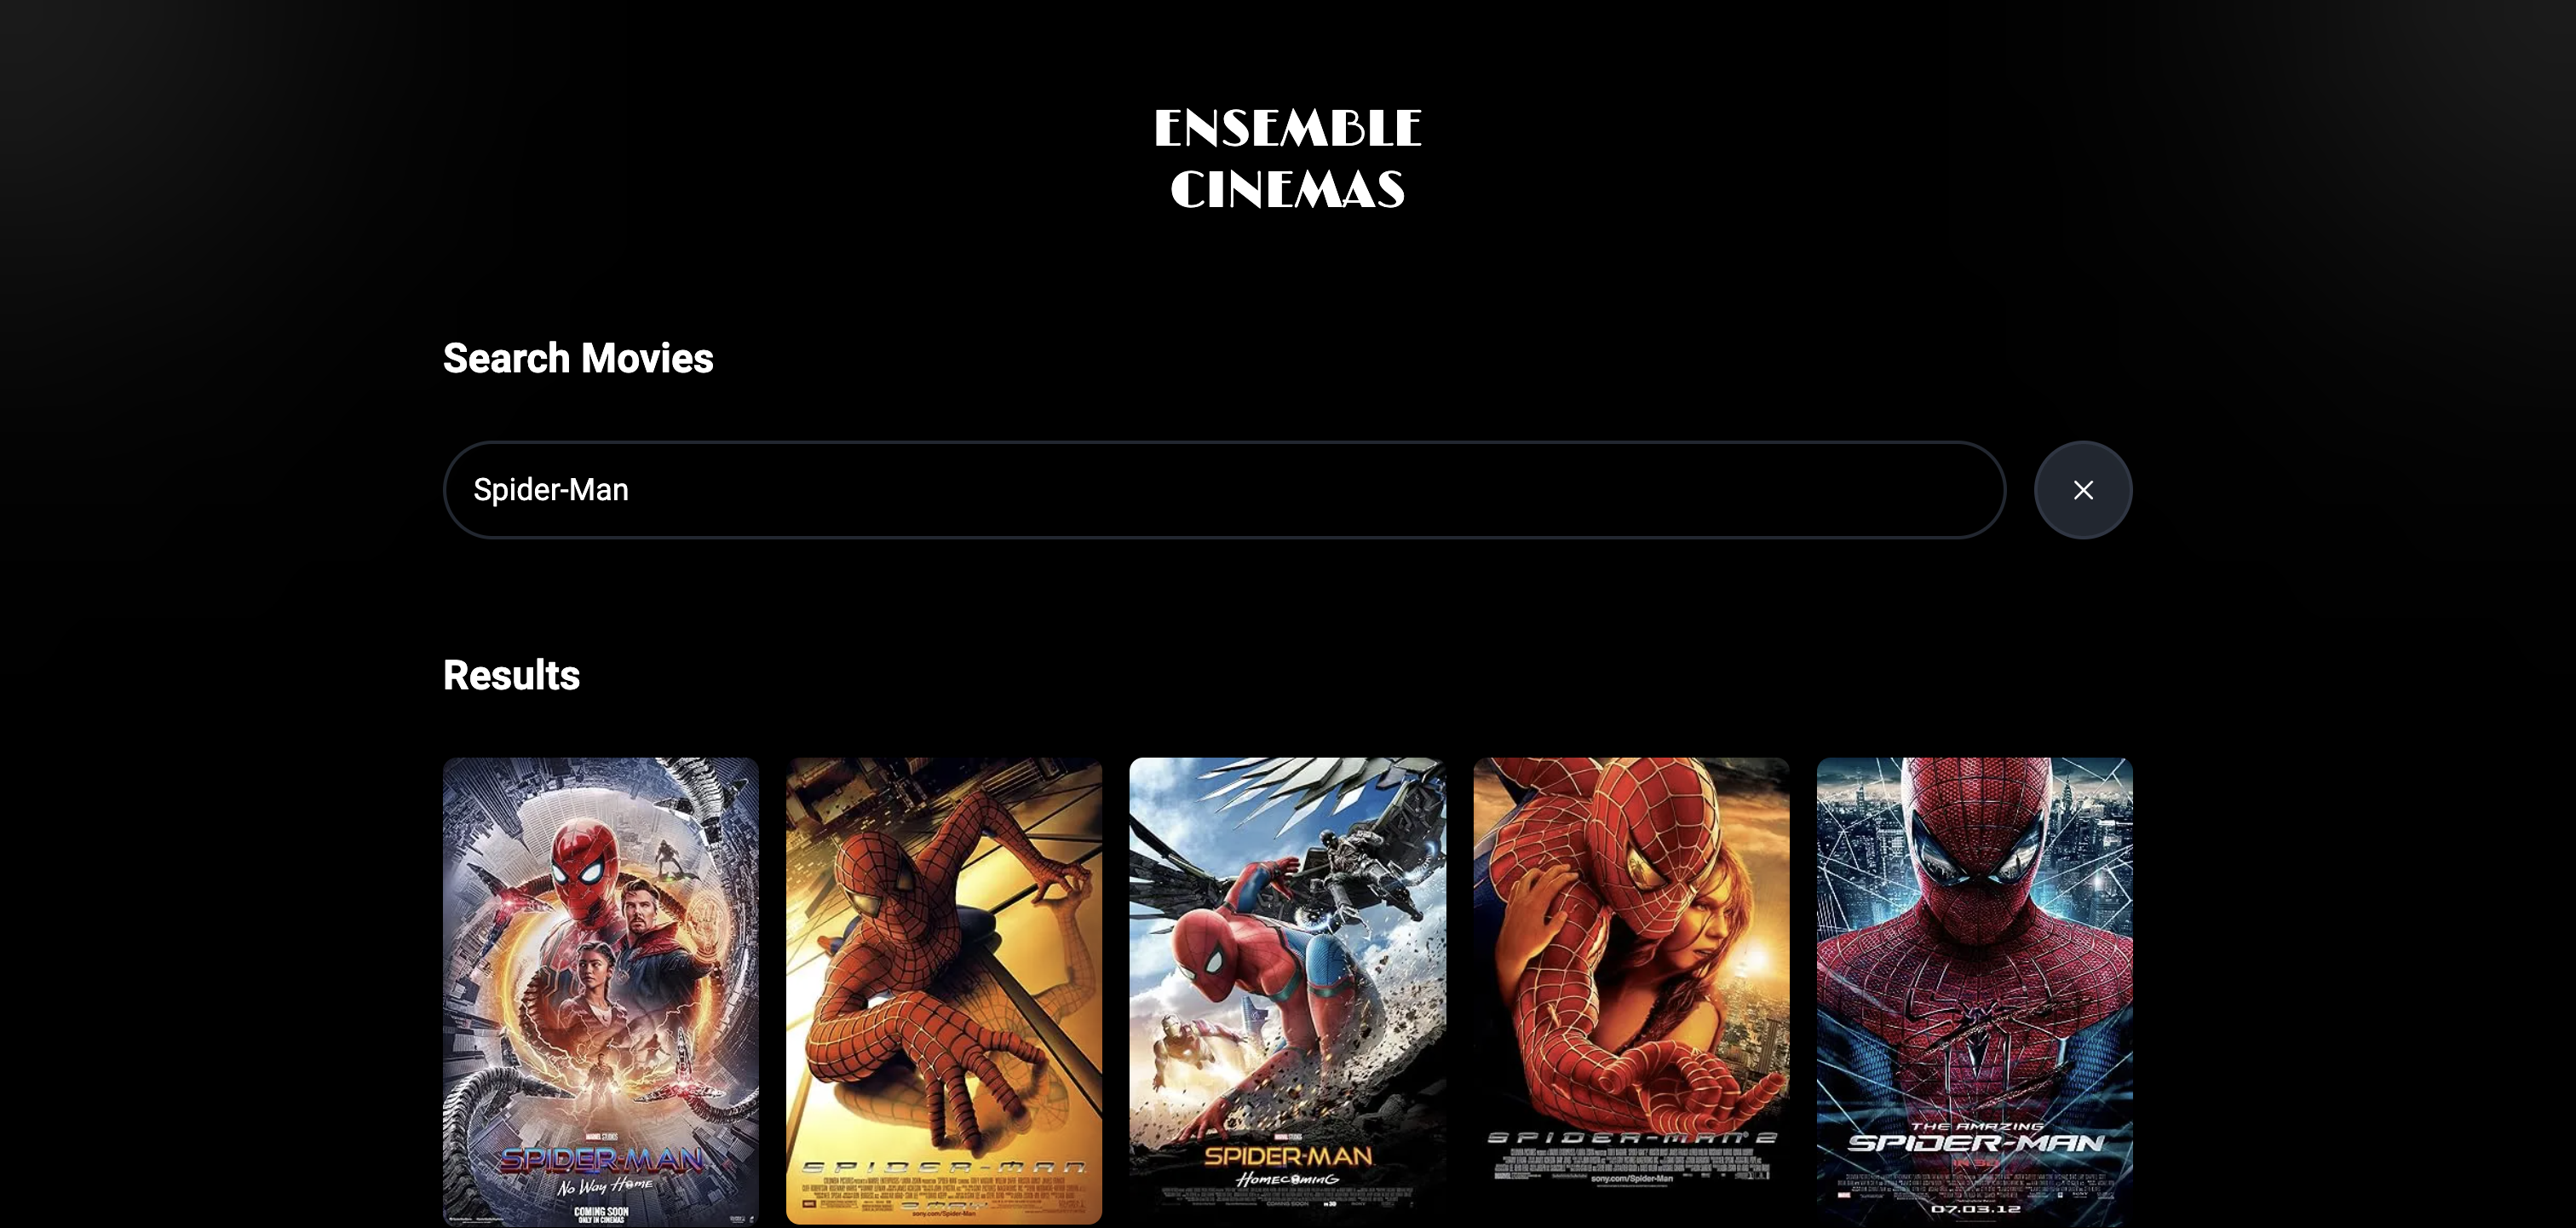 ENSEMBLE
CINEMAS
Search Movies
Spider-Man
Results
MARVEL STUDIOS
SPIDER-MAN
No Way Home
COMING SOON
ONLY IN CINEMAS
SPIDER-MAN
sony.com/Spider-Man
MARVEL STUDIOS
SPIDER-MAN
HOMECOMING
SPIDER-MAN 2
sony.com/Spider-Man
THE AMAZING
SPIDER-MAN
IN 3D
07.03.12